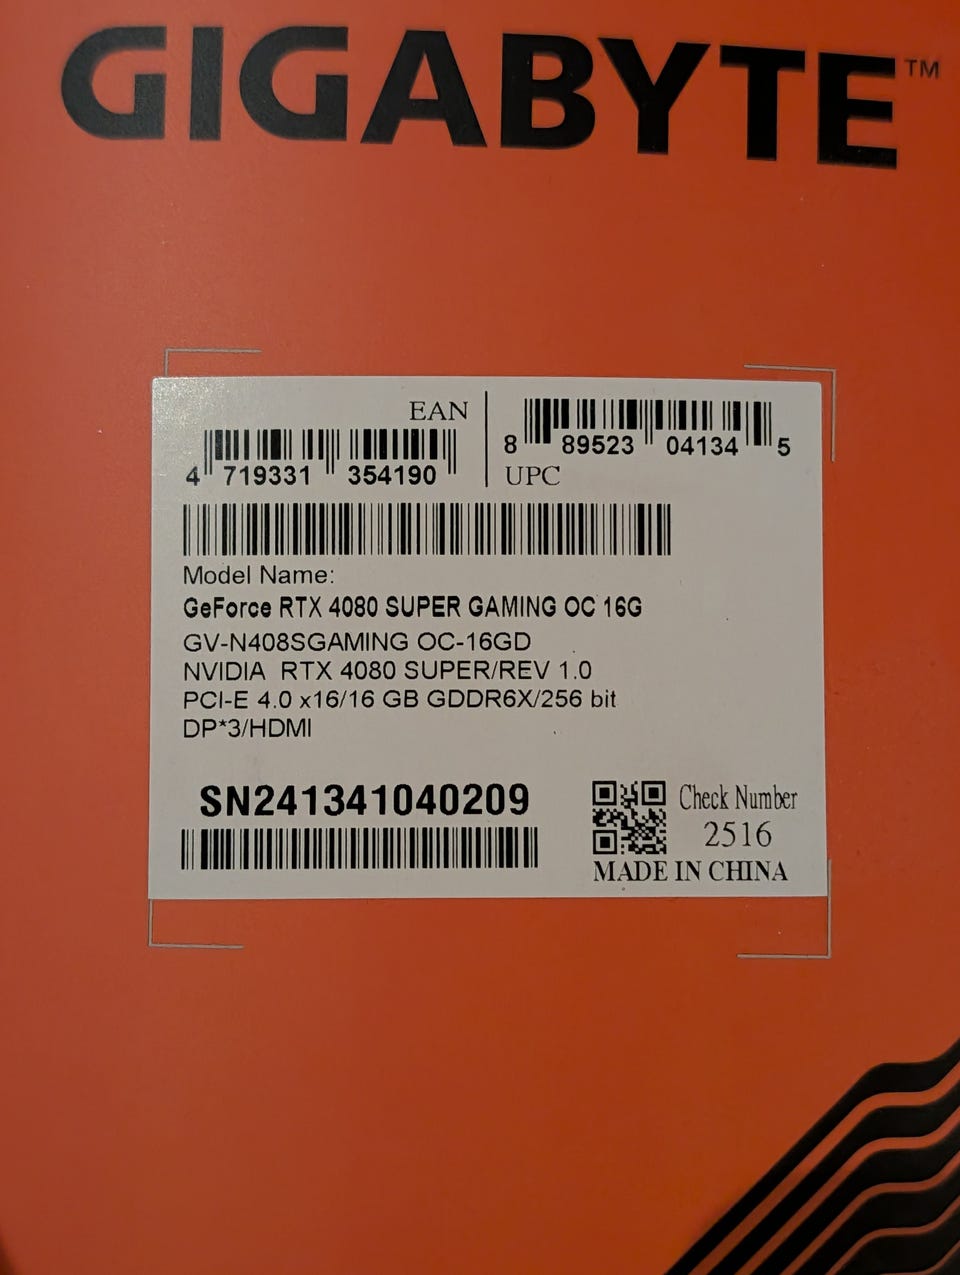 GIGABYTE™
EAN
4 719331 354190
8 89523 04134 5
UPC
Model Name:
GeForce RTX 4080 SUPER GAMING OC 16G
GV-N408SGAMING OC-16GD
NVIDIA RTX 4080 SUPER/REV 1.0
PCI-E 4.0 x16/16 GB GDDR6X/256 bit
DP*3/HDMI
SN241341040209
Check Number
2516
MADE IN CHINA